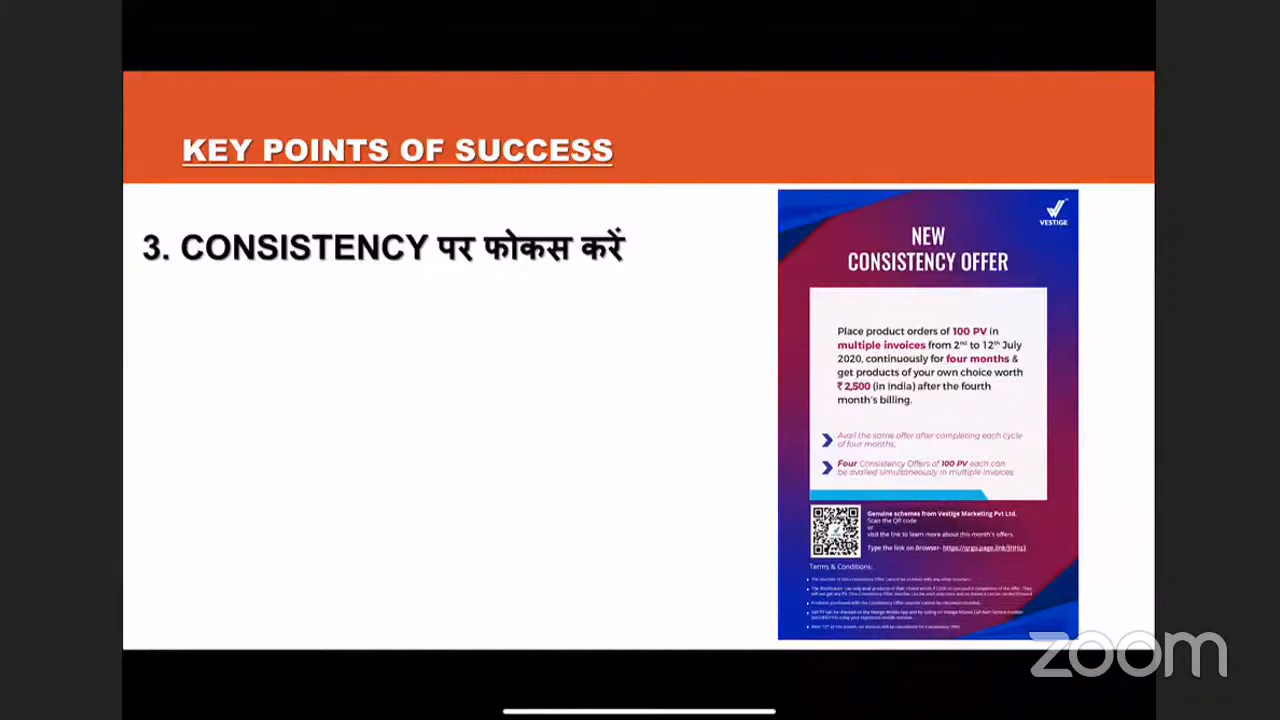 KEY POINTS OF SUCCESS
3. CONSISTENCY पर फोकस करें
VESTIGE
NEW
CONSISTENCY OFFER
Place product orders of 100 PV in
multiple invoices from 2nd to 12th July
2020, continuously for four months &
get products of your own choice worth
₹ 2,500 (in India) after the fourth
month's billing.
Avail the same offer after completing each cycle
of four months.
Four Consistency Offers of 100 PV each can
be availed simultaneously in multiple invoices.
Genuine schemes from Vestige Marketing Pvt Ltd.
Scan the QR code
or
visit the link to learn more about this month's offers.
Type the link on Browser-
Terms & Conditions:
zoom